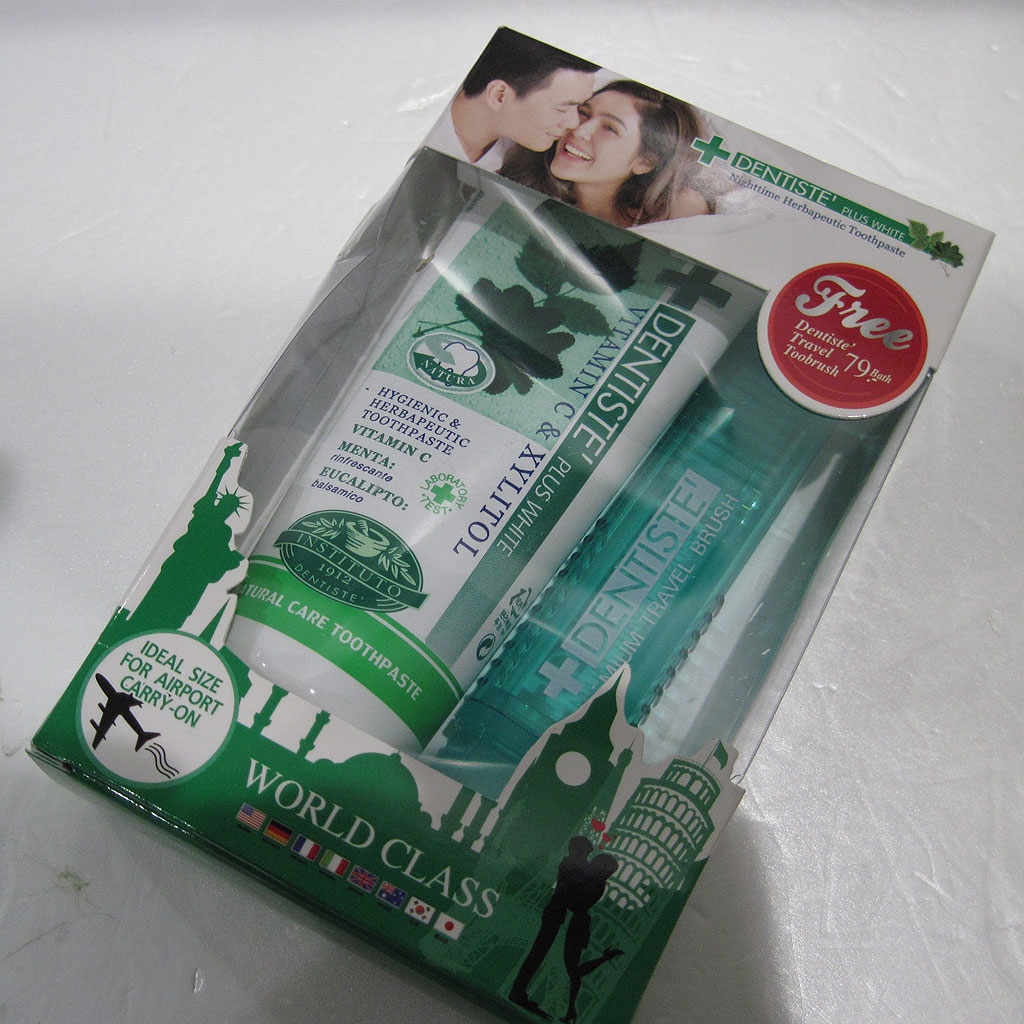 DENTISTE' PLUS WHITE
Nighttime Herbapeutic Toothpaste
Free
Dentiste'
Travel
Toobrush
79.-Bath
DENTISTE' PLUS WHITE
VITAMIN C & XYLITOL
NATURA
HYGIENIC &
HERBAPEUTIC
TOOTHPASTE
VITAMIN C
MENTA:
rinfrescante
EUCALIPTO:
balsamico
LABORATORY
TEST
INSTITUTO
1912
DENTISTE'
NATURAL CARE TOOTHPASTE
DENTISTE'
TRAVEL BRUSH
IDEAL SIZE
FOR AIRPORT
CARRY-ON
WORLD CLASS